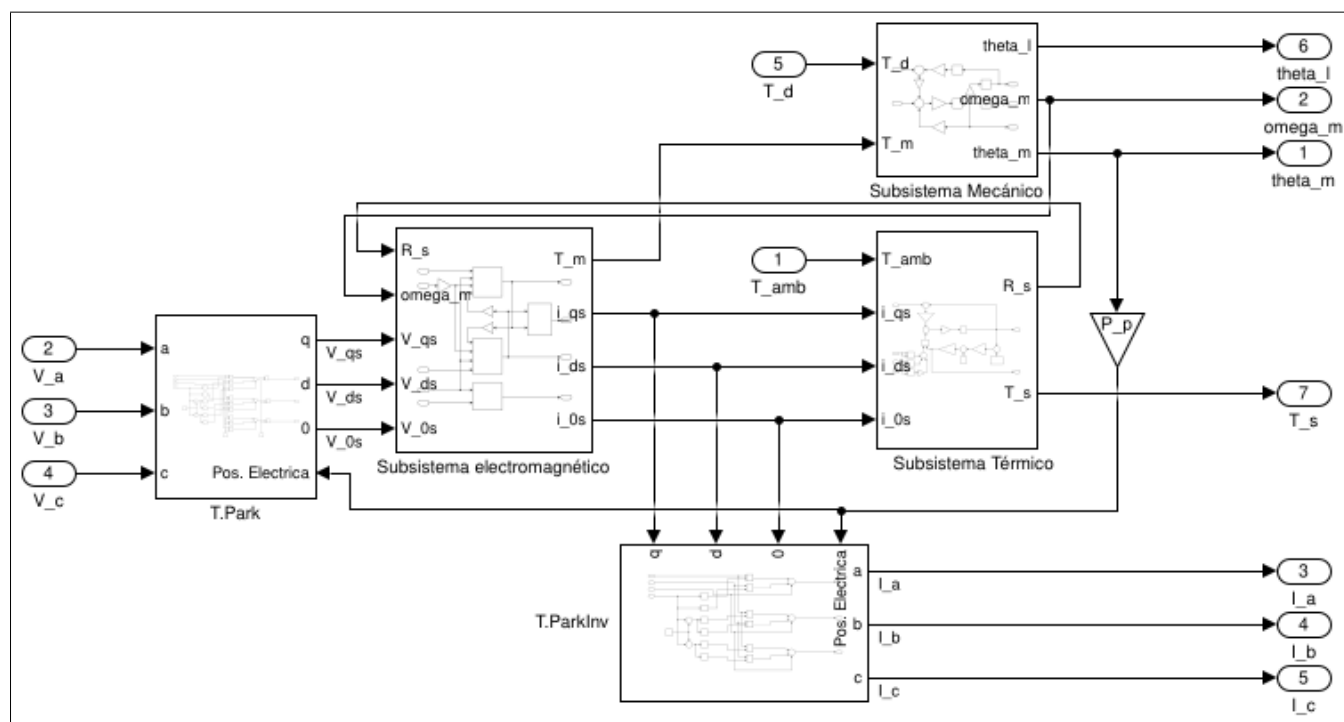 theta_l
6
theta_l
5
T_d
T_d
omega_m
2
omega_m
T_m
theta_m
1
theta_m
Subsistema Mecánico
R_s
T_m
1
T_amb
T_amb
R_s
omega_m
i_qs
i_qs
P_p
2
V_a
a
q
V_qs
V_qs
i_ds
i_ds
3
V_b
b
d
V_ds
V_ds
T_s
7
T_s
4
V_c
c
0
V_0s
V_0s
i_0s
i_0s
Pos. Electrica
Subsistema electromagnético
Subsistema Térmico
T.Park
q
d
0
Pos. Electrica
T.ParkInv
a
I_a
3
I_a
b
I_b
4
I_b
c
I_c
5
I_c